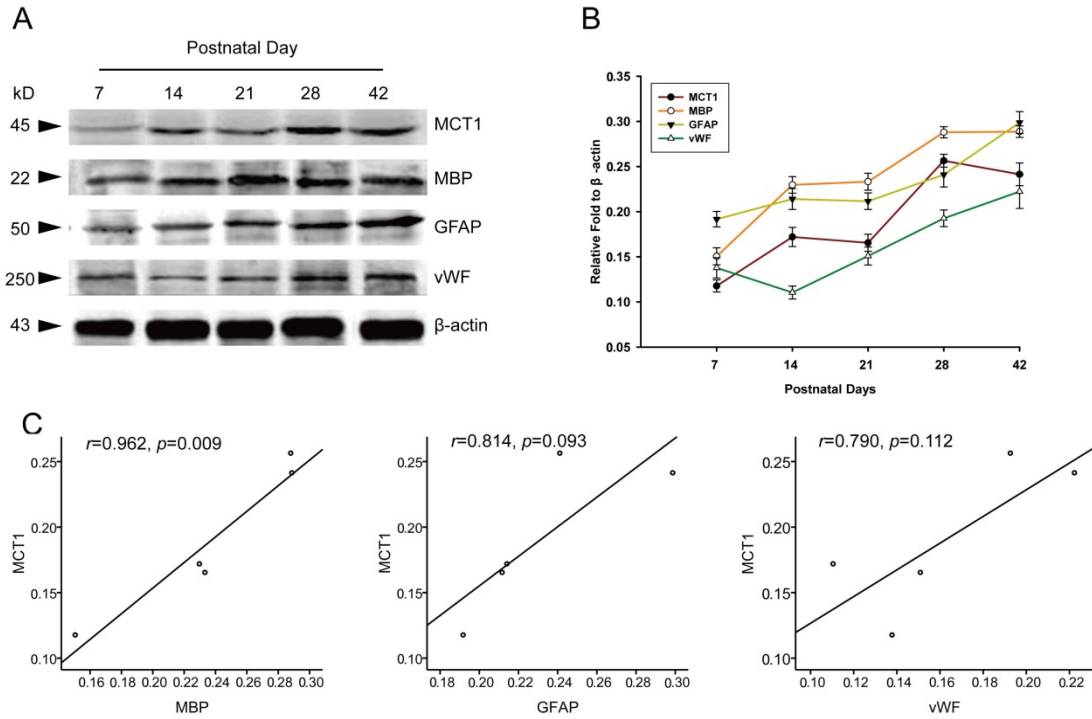 A
Postnatal Day
kD 7 14 21 28 42
45 MCT1
22 MBP
50 GFAP
250 vWF
43 β-actin
B
0.35
0.30
0.25
0.20
0.15
0.10
0.05
Relative Fold to β -actin
MCT1
MBP
GFAP
vWF
7 14 21 28 42
Postnatal Days
C
r=0.962, p=0.009
0.25
0.20
0.15
0.10
MCT1
0.16 0.18 0.20 0.22 0.24 0.26 0.28 0.30
MBP
r=0.814, p=0.093
0.25
0.20
0.15
0.10
MCT1
0.18 0.20 0.22 0.24 0.26 0.28 0.30
GFAP
r=0.790, p=0.112
0.25
0.20
0.15
0.10
MCT1
0.10 0.12 0.14 0.16 0.18 0.20 0.22
vWF